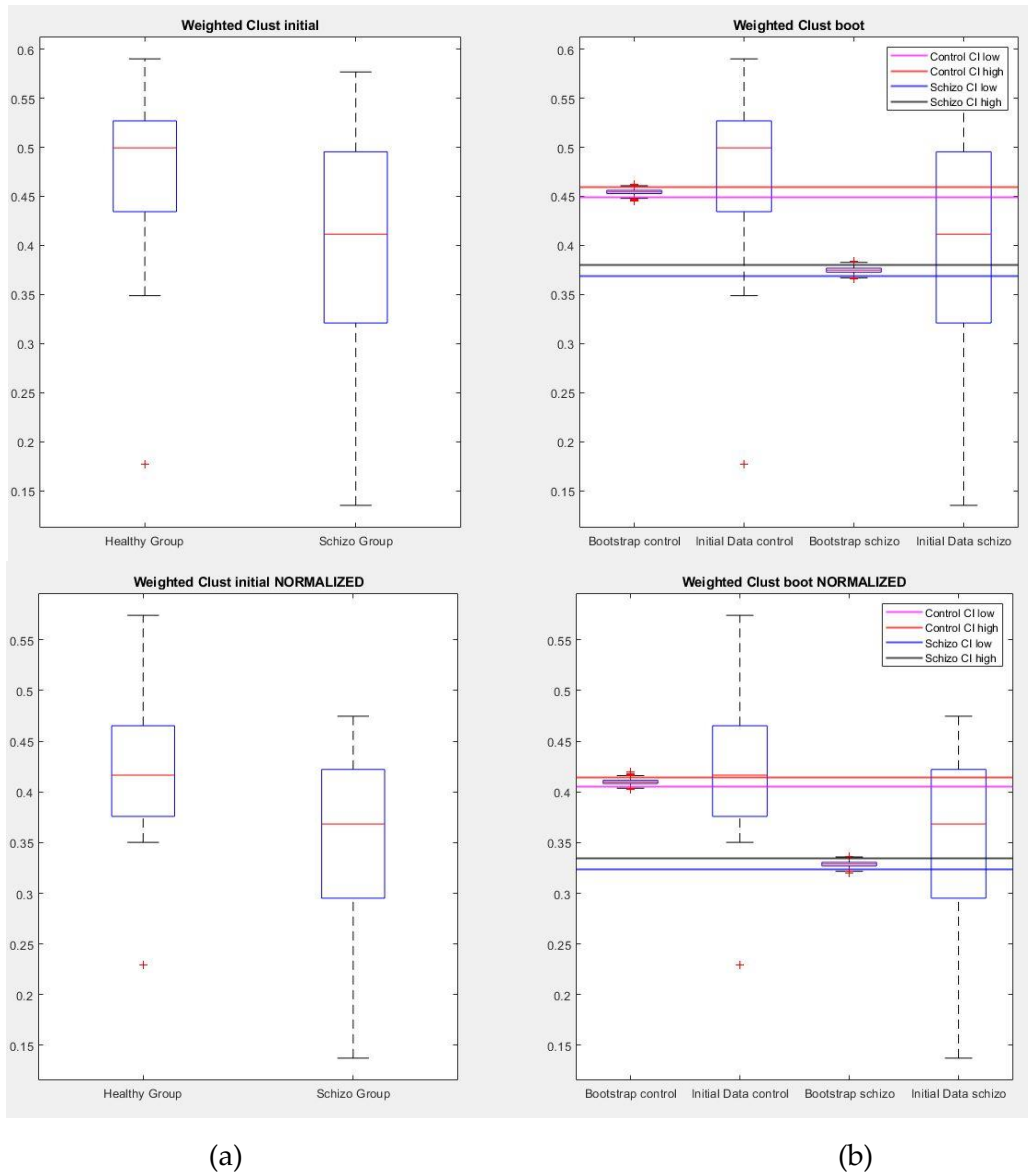 Weighted Clust initial
0.6
0.55
0.5
0.45
0.4
0.35
0.3
0.25
0.2
0.15
Healthy Group Schizo Group
Weighted Clust boot
Control CI low
Control CI high
Schizo CI low
Schizo CI high
0.6
0.55
0.5
0.45
0.4
0.35
0.3
0.25
0.2
0.15
Bootstrap control Initial Data control Bootstrap schizo Initial Data schizo
Weighted Clust initial NORMALIZED
0.55
0.5
0.45
0.4
0.35
0.3
0.25
0.2
0.15
Healthy Group Schizo Group
Weighted Clust boot NORMALIZED
Control CI low
Control CI high
Schizo CI low
Schizo CI high
0.55
0.5
0.45
0.4
0.35
0.3
0.25
0.2
0.15
Bootstrap control Initial Data control Bootstrap schizo Initial Data schizo
(a) (b)